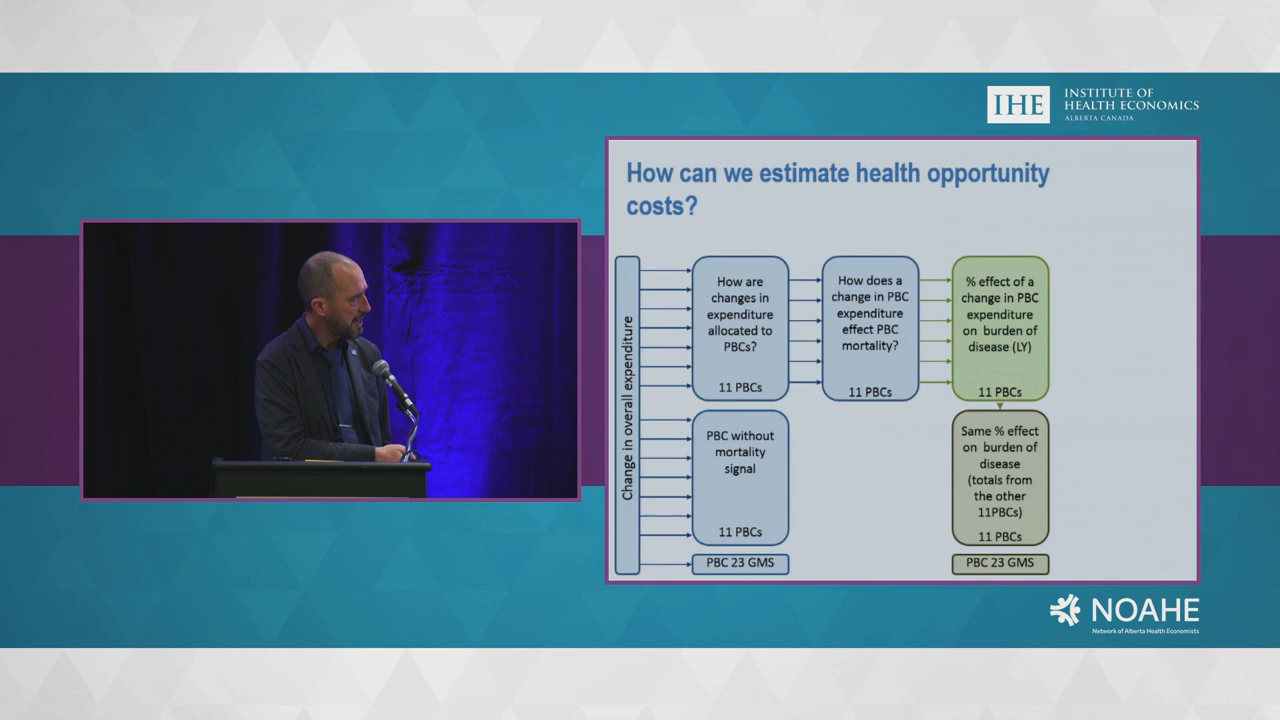 IHE
INSTITUTE OF
HEALTH ECONOMICS
ALBERTA CANADA
How can we estimate health opportunity
costs?
Change in overall expenditure
How are
changes in
expenditure
allocated to
PBCs?
11 PBCs
How does a
change in PBC
expenditure
effect PBC
mortality?
11 PBCs
% effect of a
change in PBC
expenditure
on burden of
disease (LY)
11 PBCs
PBC without
mortality
signal
11 PBCs
Same % effect
on burden of
disease
(totals from
the other
11PBCs)
11 PBCs
PBC 23 GMS
PBC 23 GMS
NOAHE
Network of Alberta Health Economists